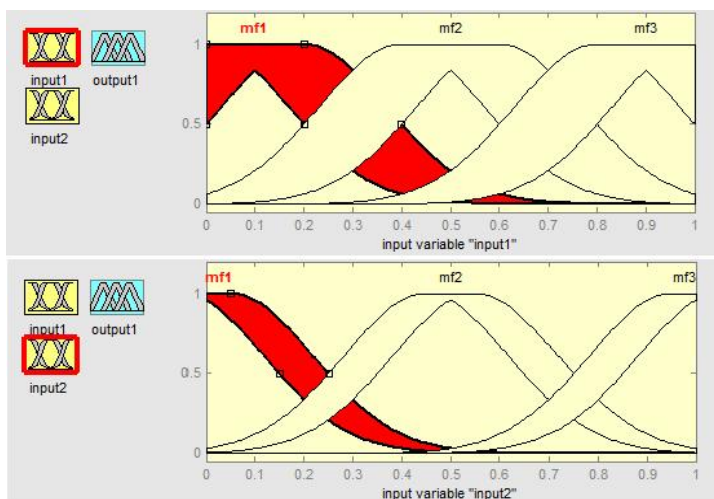 mf1 mf2 mf3
input1 output1
input2
1
0.5
0
0 0.1 0.2 0.3 0.4 0.5 0.6 0.7 0.8 0.9 1
input variable "input1"
mf1 mf2 mf3
input1 output1
input2
1
0.5
0
0 0.1 0.2 0.3 0.4 0.5 0.6 0.7 0.8 0.9 1
input variable "input2"